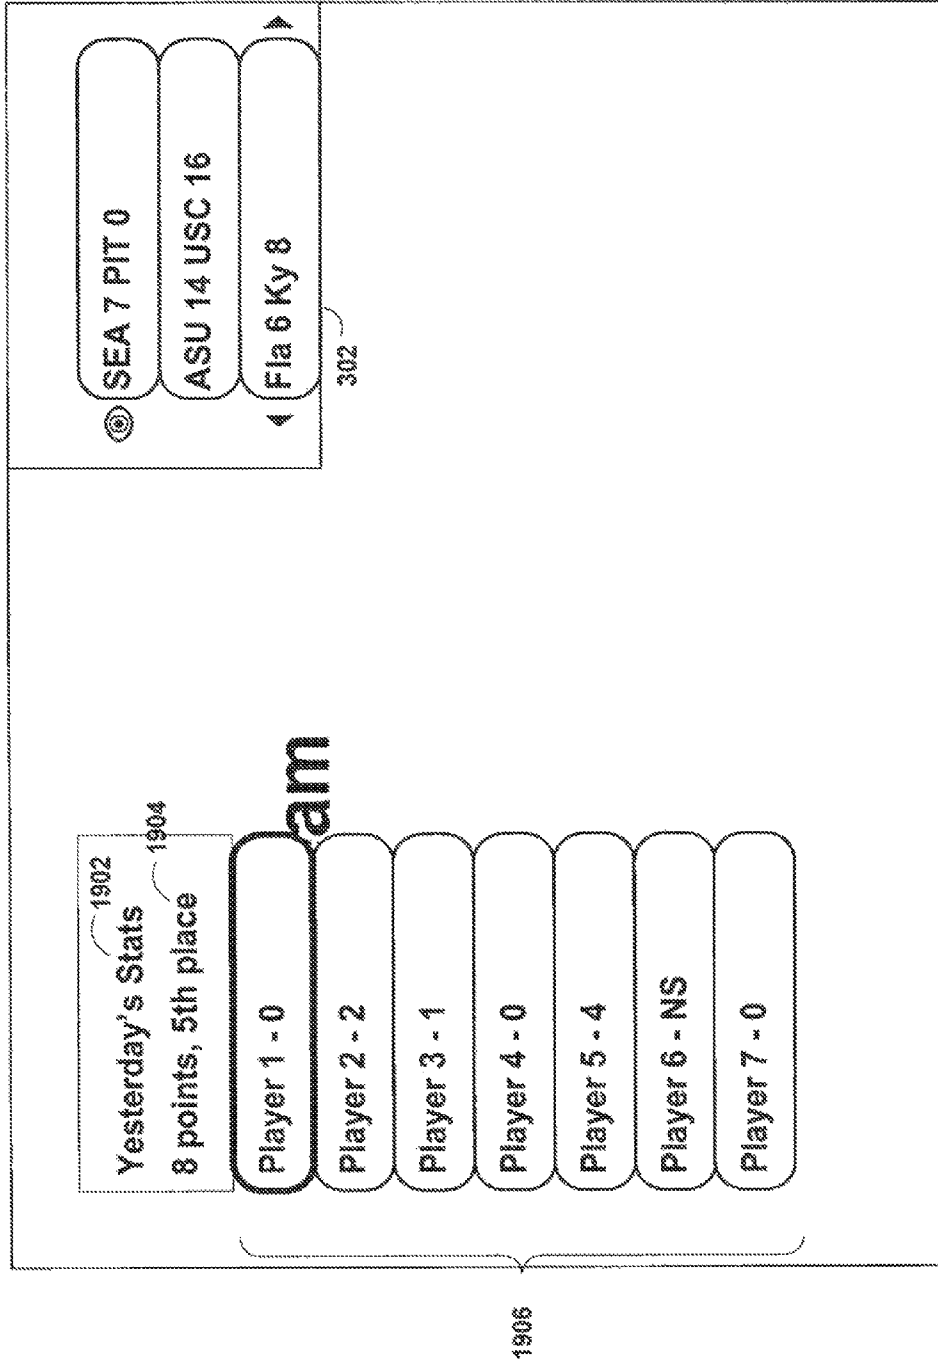 Yesterday's Stats
1902
8 points, 5th place
1904
Player 1 - 0
am
Player 2 - 2
Player 3 - 1
Player 4 - 0
Player 5 - 4
Player 6 - NS
Player 7 - 0
1906
SEA 7 PIT 0
ASU 14 USC 16
Fla 6 Ky 8
302